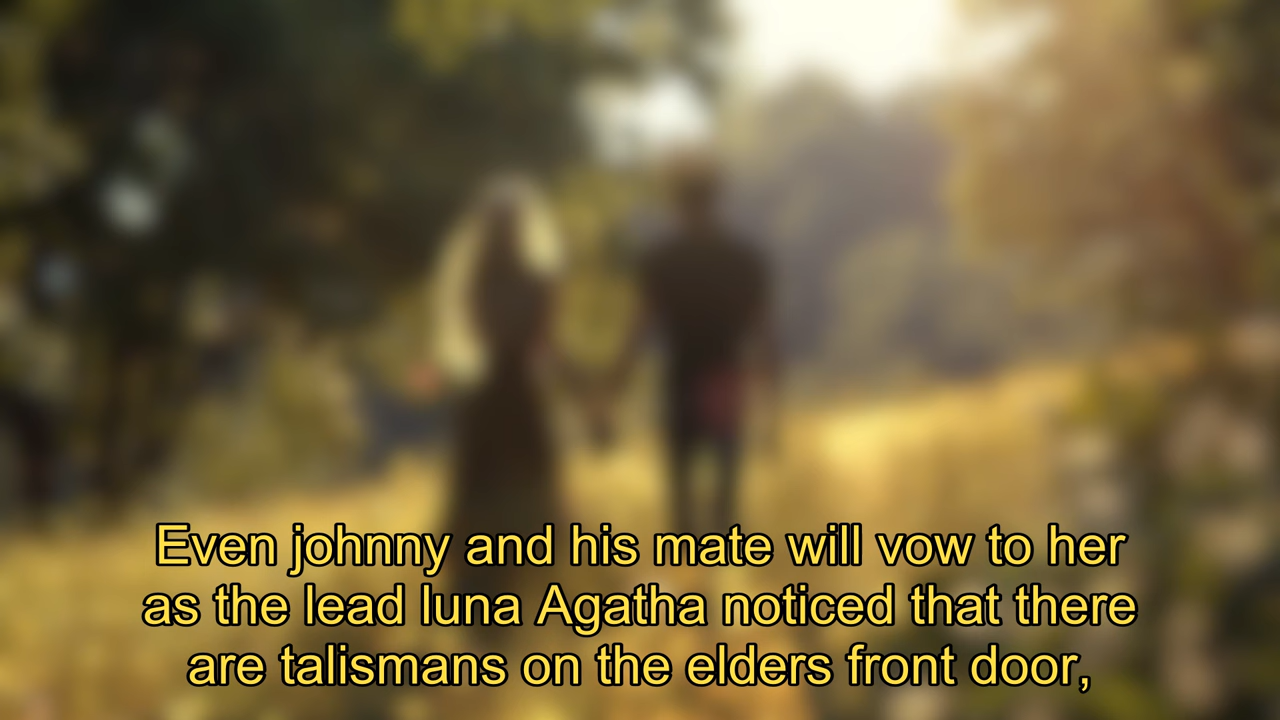 Even johnny and his mate will vow to her
as the lead luna Agatha noticed that there
are talismans on the elders front door,